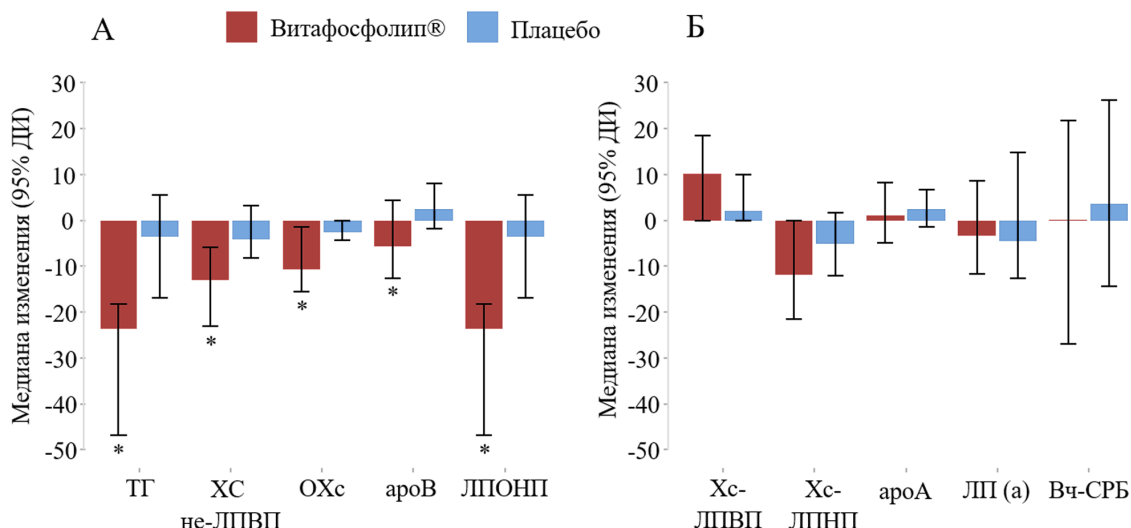 А
Витафосфолип®
Плацебо
Б
Медиана изменения (95% ДИ)
30
20
10
0
-10
-20
-30
-40
-50
*
*
*
*
*
ТГ
ХС
не-ЛПВП
ОХс
apoB
ЛПОНП
Медиана изменения (95% ДИ)
30
20
10
0
-10
-20
-30
-40
-50
Хс-
ЛПВП
Хс-
ЛПНП
apoA
ЛП (а)
Вч-СРБ